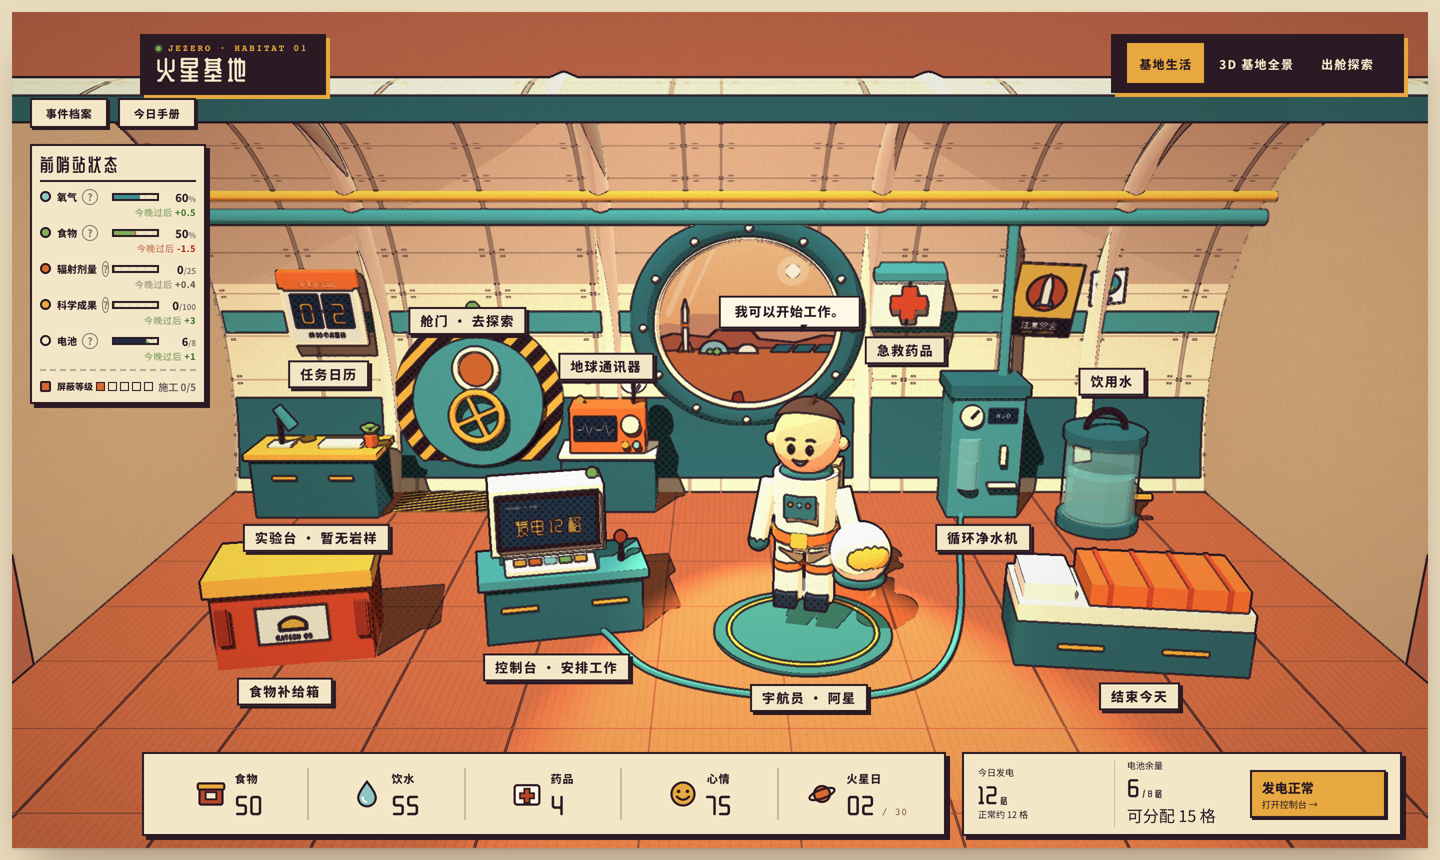 JEZERO · HABITAT 01
火星基地
基地生活
3D 基地全景
出舱探索
事件档案
今日手册
前哨站状态
氧气 ? 60%
今晚过后 +0.5
食物 ? 50%
今晚过后 -1.5
辐射剂量 ? 0/25
今晚过后 +0.4
科学成果 ? 0/100
今晚过后 +3
电池 ? 6/8
今晚过后 +1
屏蔽等级 施工 0/5
02
任务日历
舱门 · 去探索
地球通讯器
我可以开始工作。
急救药品
注意安全
饮用水
H₂O
实验台 · 暂无岩样
发电12格
循环净水机
食物补给箱
控制台 · 安排工作
宇航员 · 阿星
结束今天
食物
50
饮水
55
药品
4
心情
75
火星日
02 / 30
今日发电
12格
正常约 12 格
电池余量
6/8格
可分配 15 格
发电正常
打开控制台 →